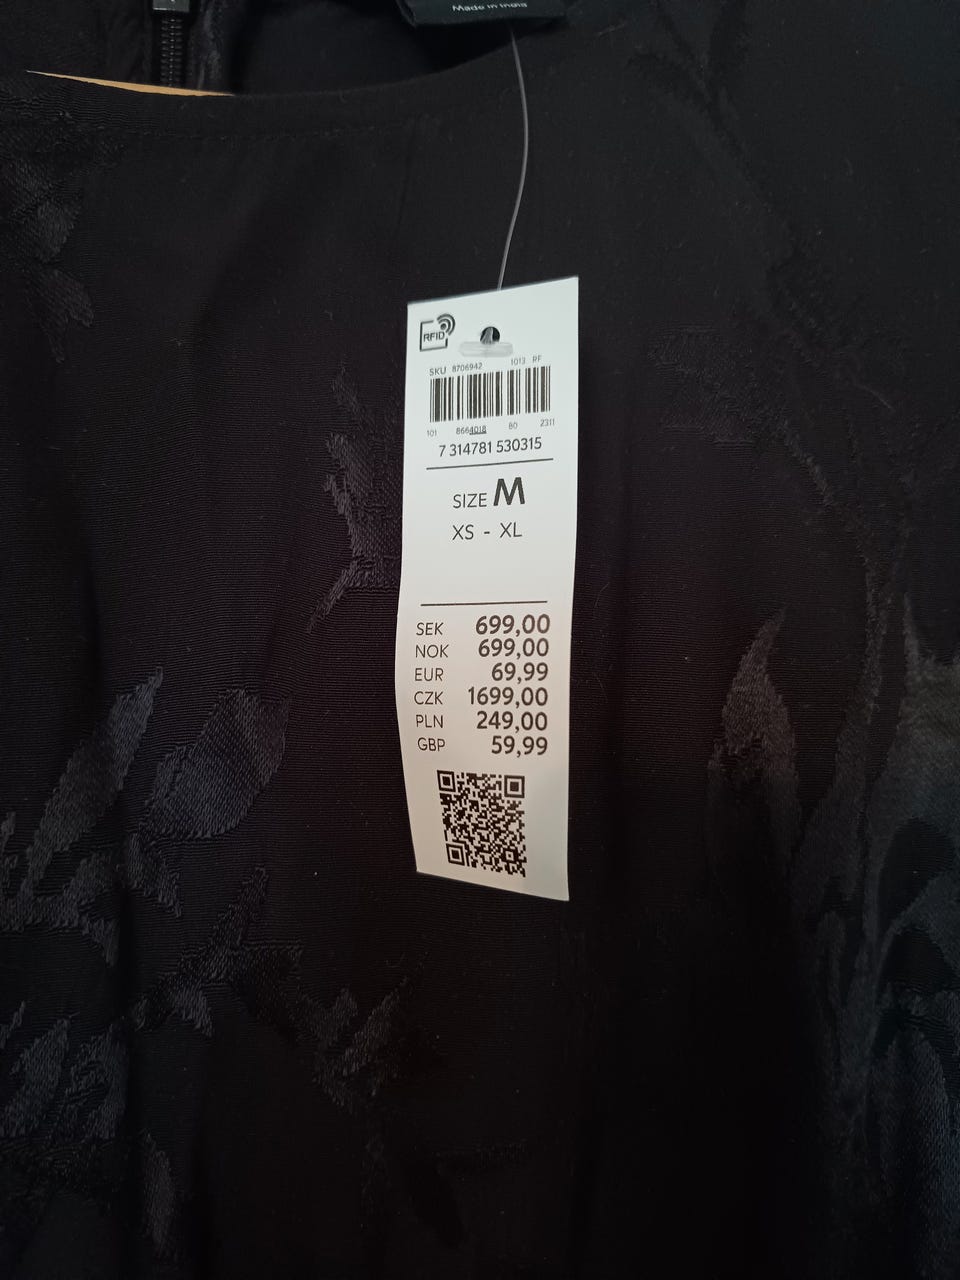 Made in India
RFID
SKU 8706942 1013 RF
101 8664018 80 2311
7 314781 530315
SIZE M
XS - XL
SEK 699,00
NOK 699,00
EUR 69,99
CZK 1699,00
PLN 249,00
GBP 59,99